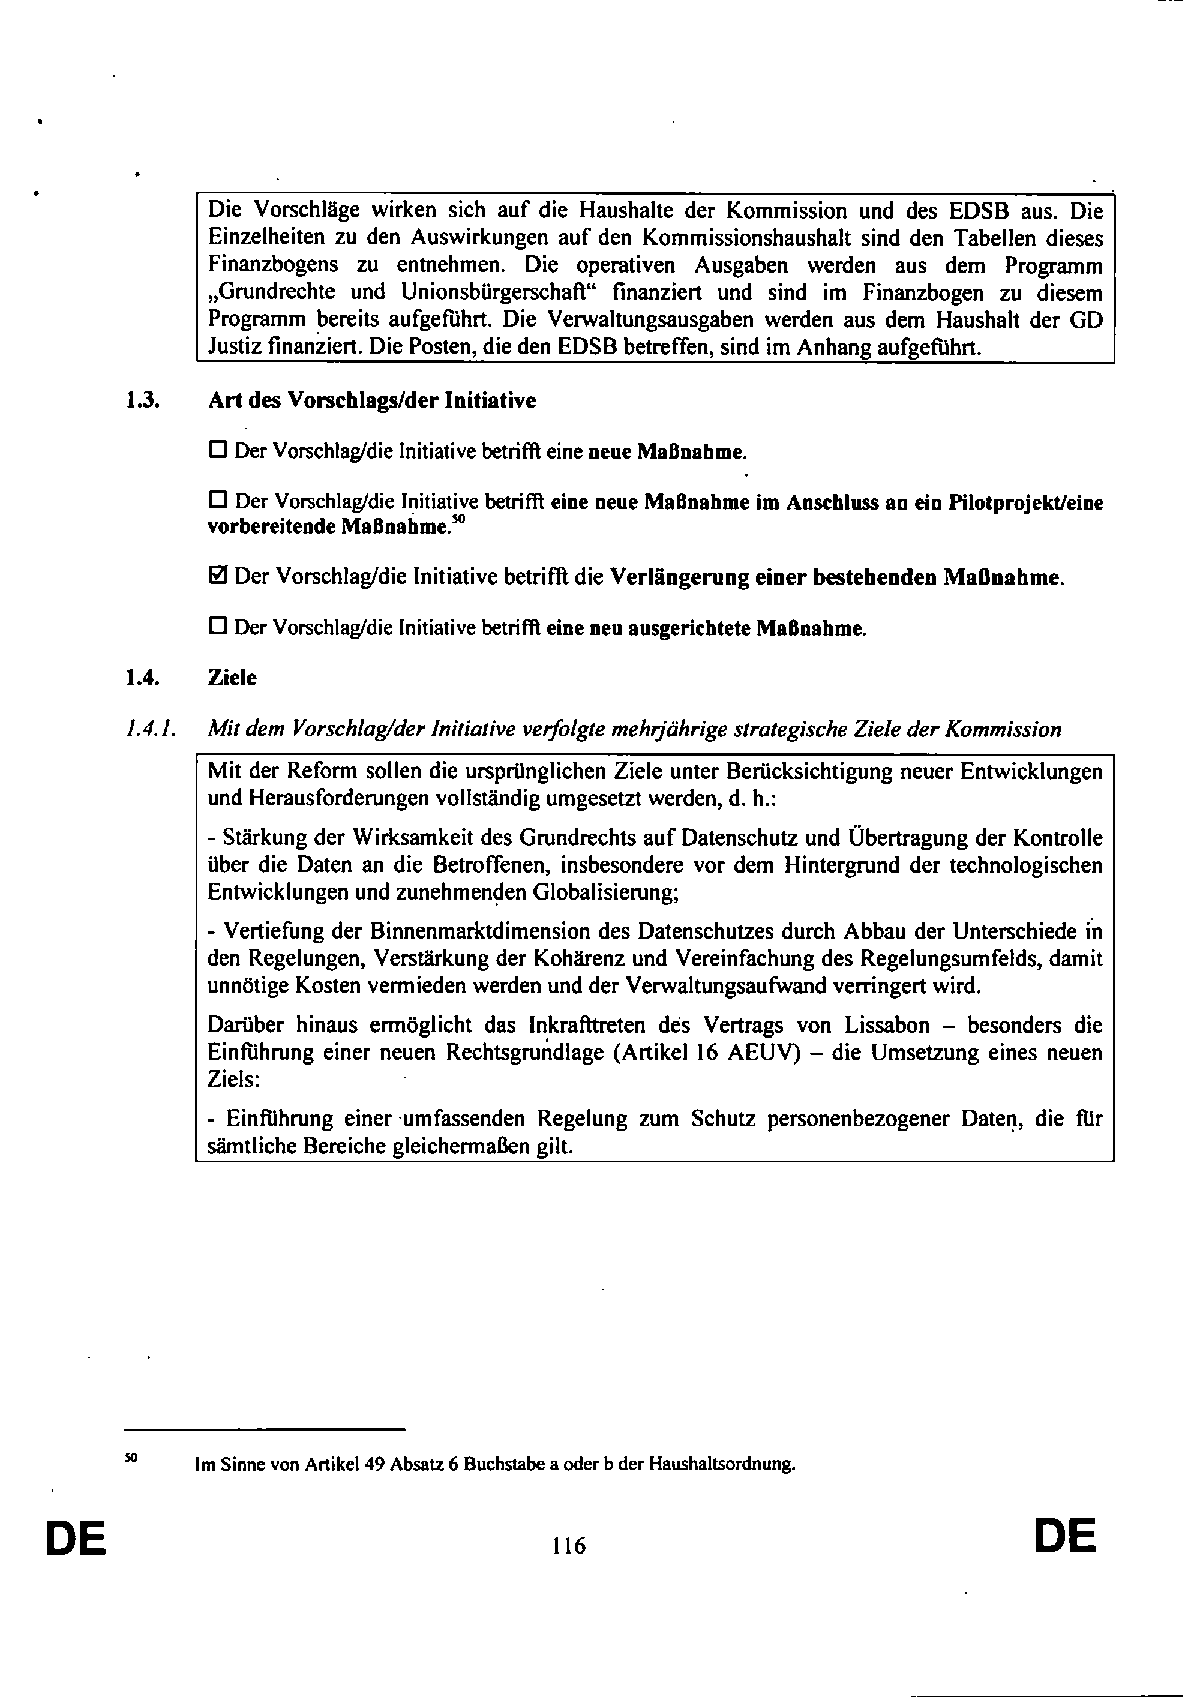 Die Vorschläge wirken sich auf die Haushalte der Kommission und des EDSB aus. Die
Einzelheiten zu den Auswirkungen auf den Kommissionshaushalt sind den Tabellen dieses
Finanzbogens zu entnehmen. Die operativen Ausgaben werden aus dem Programm
„Grundrechte und Unionsbürgerschaft“ finanziert und sind im Finanzbogen zu diesem
Programm bereits aufgeführt. Die Verwaltungsausgaben werden aus dem Haushalt der GD
Justiz finanziert. Die Posten, die den EDSB betreffen, sind im Anhang aufgeführt.
1.3. Art des Vorschlags/der Initiative
☐ Der Vorschlag/die Initiative betrifft eine neue Maßnahme.
☐ Der Vorschlag/die Initiative betrifft eine neue Maßnahme im Anschluss an ein Pilotprojekt/eine
vorbereitende Maßnahme.50
☑ Der Vorschlag/die Initiative betrifft die Verlängerung einer bestehenden Maßnahme.
☐ Der Vorschlag/die Initiative betrifft eine neu ausgerichtete Maßnahme.
1.4. Ziele
1.4.1. Mit dem Vorschlag/der Initiative verfolgte mehrjährige strategische Ziele der Kommission
Mit der Reform sollen die ursprünglichen Ziele unter Berücksichtigung neuer Entwicklungen
und Herausforderungen vollständig umgesetzt werden, d. h.:
- Stärkung der Wirksamkeit des Grundrechts auf Datenschutz und Übertragung der Kontrolle
über die Daten an die Betroffenen, insbesondere vor dem Hintergrund der technologischen
Entwicklungen und zunehmenden Globalisierung;
- Vertiefung der Binnenmarktdimension des Datenschutzes durch Abbau der Unterschiede in
den Regelungen, Verstärkung der Kohärenz und Vereinfachung des Regelungsumfelds, damit
unnötige Kosten vermieden werden und der Verwaltungsaufwand verringert wird.
Darüber hinaus ermöglicht das Inkrafttreten des Vertrags von Lissabon – besonders die
Einführung einer neuen Rechtsgrundlage (Artikel 16 AEUV) – die Umsetzung eines neuen
Ziels:
- Einführung einer umfassenden Regelung zum Schutz personenbezogener Daten, die für
sämtliche Bereiche gleichermaßen gilt.
50 Im Sinne von Artikel 49 Absatz 6 Buchstabe a oder b der Haushaltsordnung.
DE 116 DE